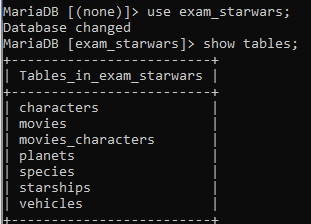 MariaDB [(none)]> use exam_starwars;
Database changed
MariaDB [exam_starwars]> show tables;
+-------------------------+
| Tables_in_exam_starwars |
+-------------------------+
| characters              |
| movies                  |
| movies_characters       |
| planets                 |
| species                 |
| starships               |
| vehicles                |
+-------------------------+